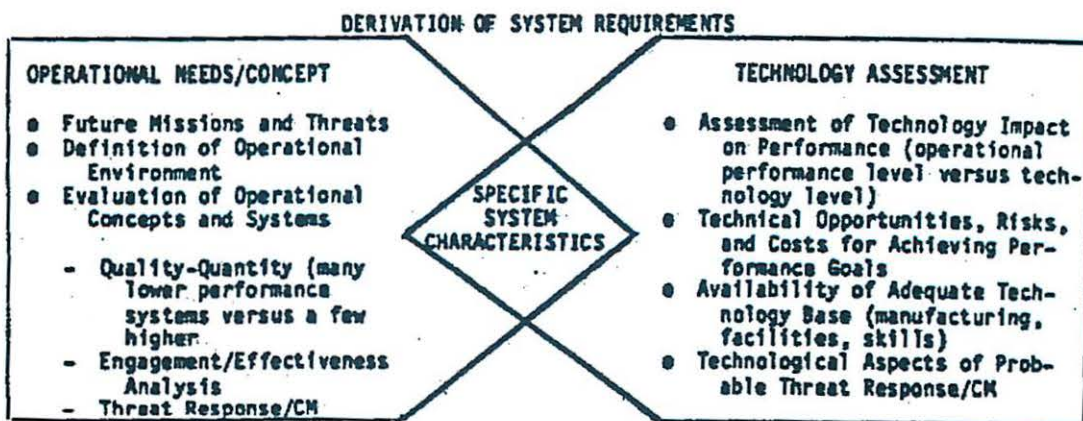 DERIVATION OF SYSTEM REQUIREMENTS
OPERATIONAL NEEDS/CONCEPT
● Future Missions and Threats
● Definition of Operational
Environment
● Evaluation of Operational
Concepts and Systems
- Quality-Quantity (many
lower performance
systems versus a few
higher
- Engagement/Effectiveness
Analysis
- Threat Response/CM
SPECIFIC
SYSTEM
CHARACTERISTICS
TECHNOLOGY ASSESSMENT
● Assessment of Technology Impact
on Performance (operational
performance level versus tech-
nology level)
● Technical Opportunities, Risks,
and Costs for Achieving Per-
formance Goals
● Availability of Adequate Tech-
nology Base (manufacturing,
facilities, skills)
● Technological Aspects of Prob-
able Threat Response/CM